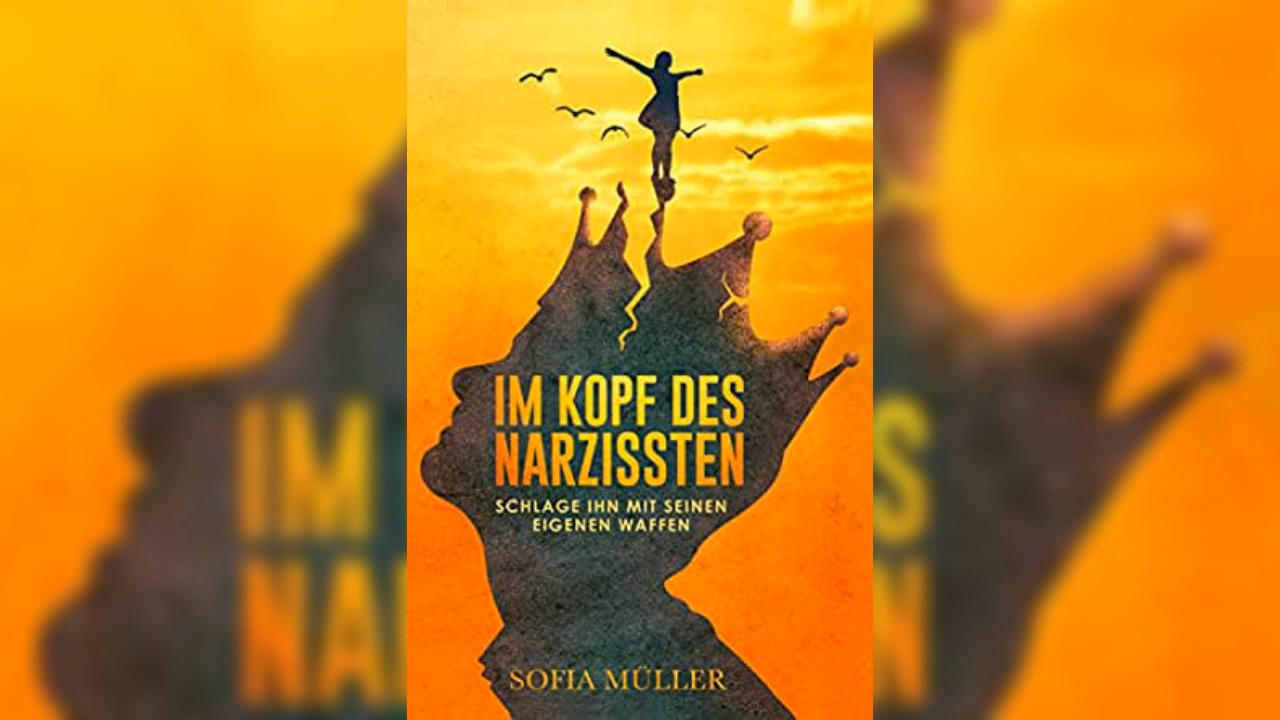 IM KOPF DES
NARZISSTEN
SCHLAGE IHN MIT SEINEN
EIGENEN WAFFEN
SOFIA MÜLLER